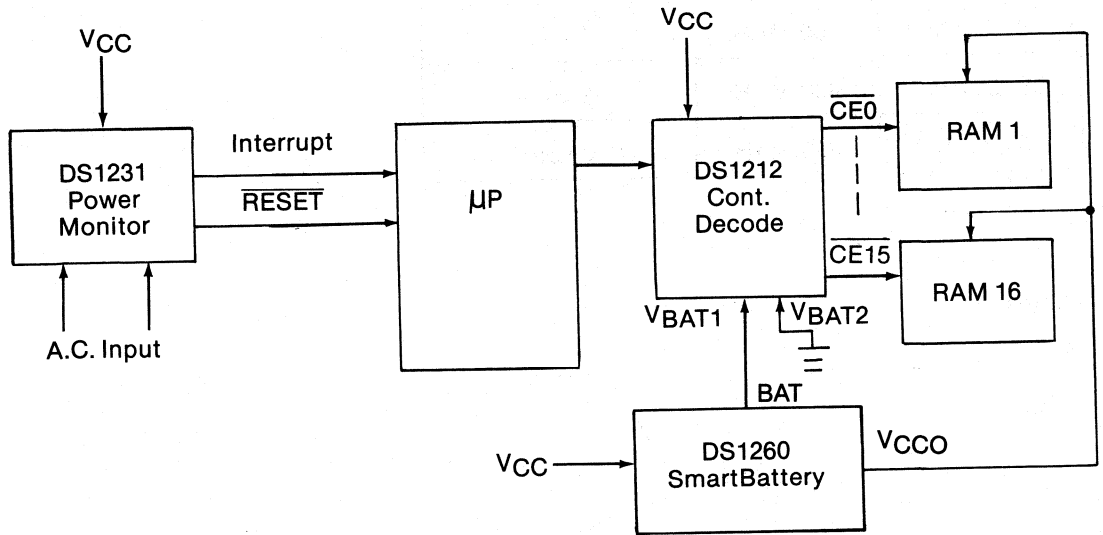 VCC
DS1231
Power
Monitor
A.C. Input
Interrupt
RESET
μP
VCC
DS1212
Cont.
Decode
CE0
CE15
RAM 1
RAM 16
VBAT1
VBAT2
BAT
VCC
DS1260
SmartBattery
VCCO